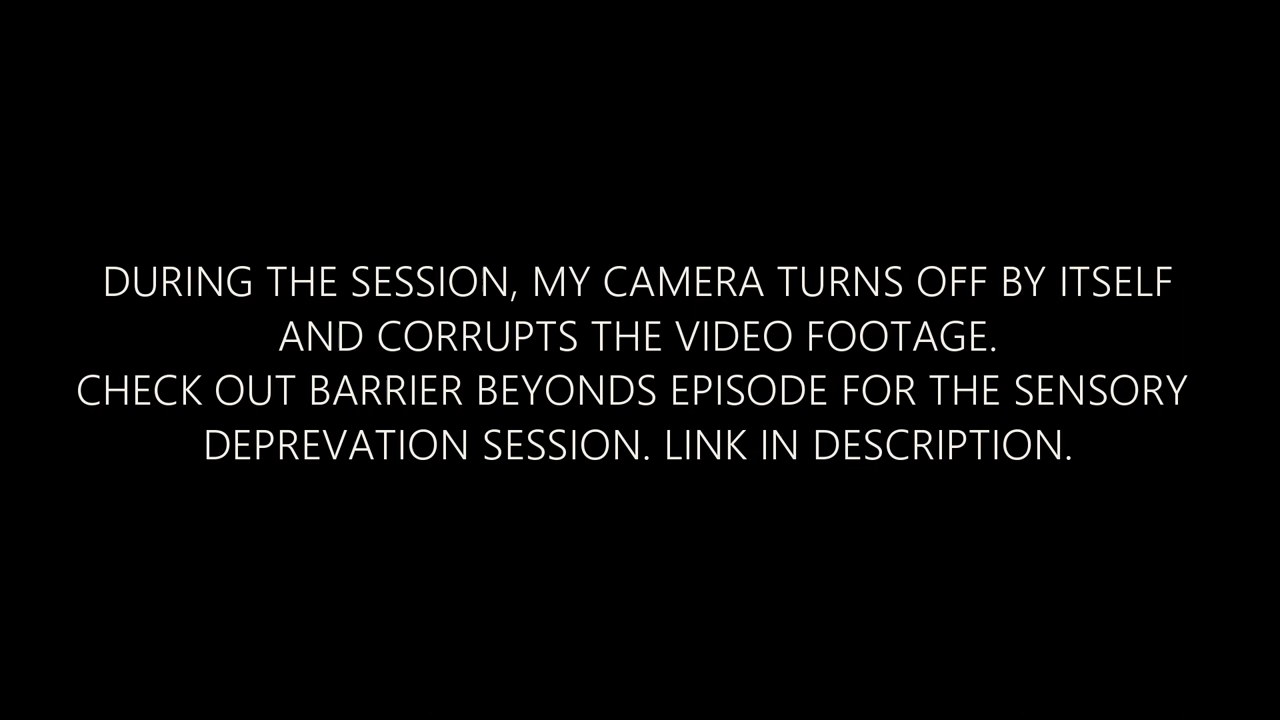 DURING THE SESSION, MY CAMERA TURNS OFF BY ITSELF
AND CORRUPTS THE VIDEO FOOTAGE.
CHECK OUT BARRIER BEYONDS EPISODE FOR THE SENSORY
DEPREVATION SESSION. LINK IN DESCRIPTION.